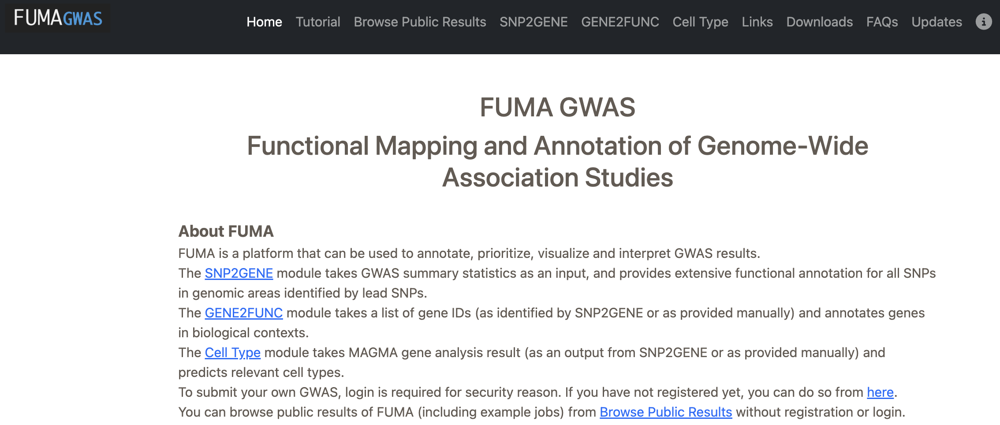 FUMAGWAS
Home Tutorial Browse Public Results SNP2GENE GENE2FUNC Cell Type Links Downloads FAQs Updates i
FUMA GWAS
Functional Mapping and Annotation of Genome-Wide
Association Studies
About FUMA
FUMA is a platform that can be used to annotate, prioritize, visualize and interpret GWAS results.
The SNP2GENE module takes GWAS summary statistics as an input, and provides extensive functional annotation for all SNPs
in genomic areas identified by lead SNPs.
The GENE2FUNC module takes a list of gene IDs (as identified by SNP2GENE or as provided manually) and annotates genes
in biological contexts.
The Cell Type module takes MAGMA gene analysis result (as an output from SNP2GENE or as provided manually) and
predicts relevant cell types.
To submit your own GWAS, login is required for security reason. If you have not registered yet, you can do so from here.
You can browse public results of FUMA (including example jobs) from Browse Public Results without registration or login.